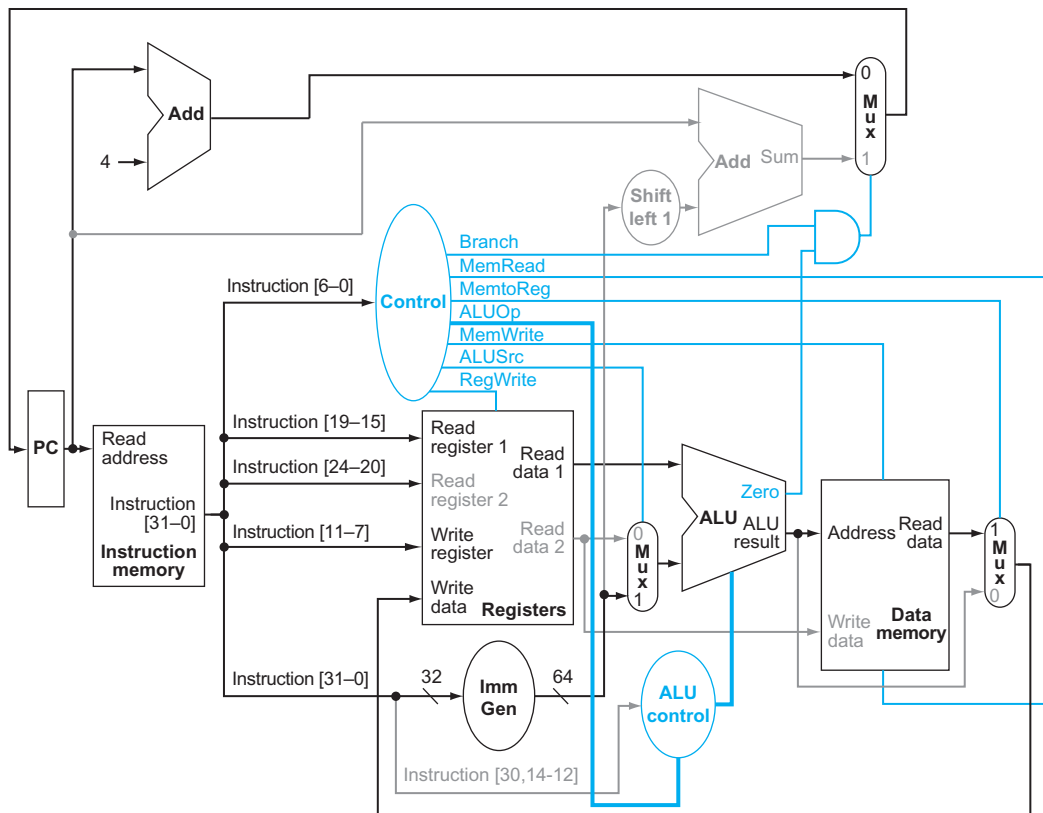 0
M
u
x
1
Add
4
Add
Sum
Shift
left 1
Branch
MemRead
MemtoReg
ALUOp
MemWrite
ALUSrc
RegWrite
Control
Instruction [6–0]
Instruction [19–15]
Instruction [24–20]
Instruction [11–7]
Instruction [31–0]
PC
Read
address
Instruction
[31–0]
Instruction
memory
Read
register 1
Read
register 2
Write
register
Write
data
Read
data 1
Read
data 2
Registers
0
M
u
x
1
Zero
ALU
ALU
result
Address
Read
data
Write
data
Data
memory
1
M
u
x
0
32
Imm
Gen
64
ALU
control
Instruction [30,14-12]